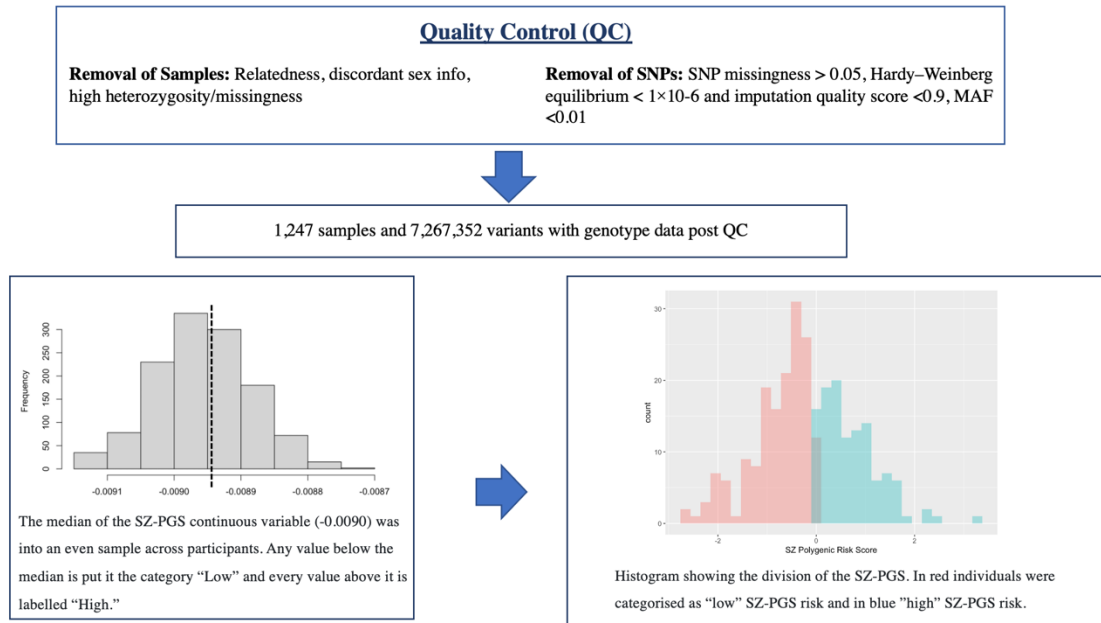 Quality Control (QC)
Removal of Samples: Relatedness, discordant sex info,
high heterozygosity/missingness
Removal of SNPs: SNP missingness > 0.05, Hardy–Weinberg
equilibrium < 1×10-6 and imputation quality score <0.9, MAF
<0.01
1,247 samples and 7,267,352 variants with genotype data post QC
Frequency
300
250
200
150
100
50
0
-0.0091 -0.0090 -0.0089 -0.0088 -0.0087
The median of the SZ-PGS continuous variable (-0.0090) was
into an even sample across participants. Any value below the
median is put it the category “Low” and every value above it is
labelled “High.”
count
30
20
10
0
-2 0 2
SZ Polygenic Risk Score
Histogram showing the division of the SZ-PGS. In red individuals were
categorised as “low” SZ-PGS risk and in blue ”high” SZ-PGS risk.